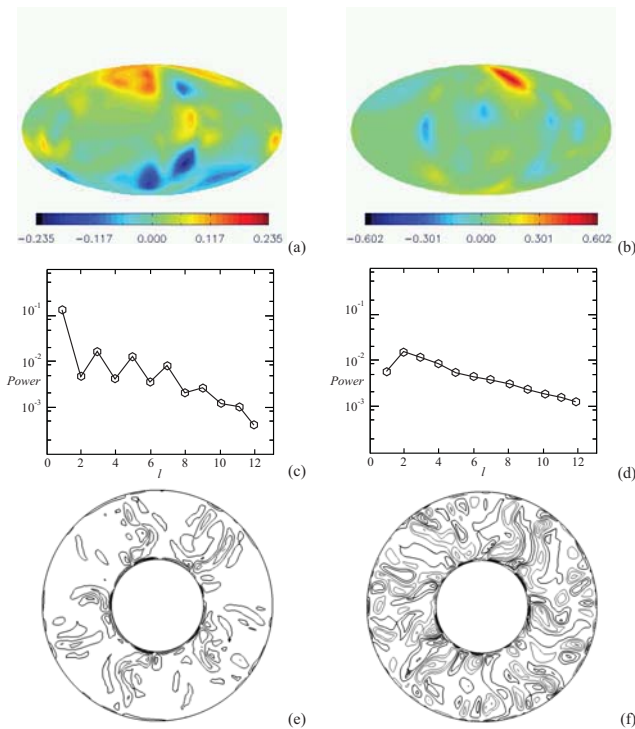 −0.235 −0.117 0.000 0.117 0.235 (a)
−0.602 −0.301 0.000 0.301 0.602 (b)
10⁻¹
10⁻²
Power
10⁻³
0 2 4 6 8 10 12
l
(c)
10⁻¹
10⁻²
Power
10⁻³
0 2 4 6 8 10 12
l
(d)
(e)
(f)